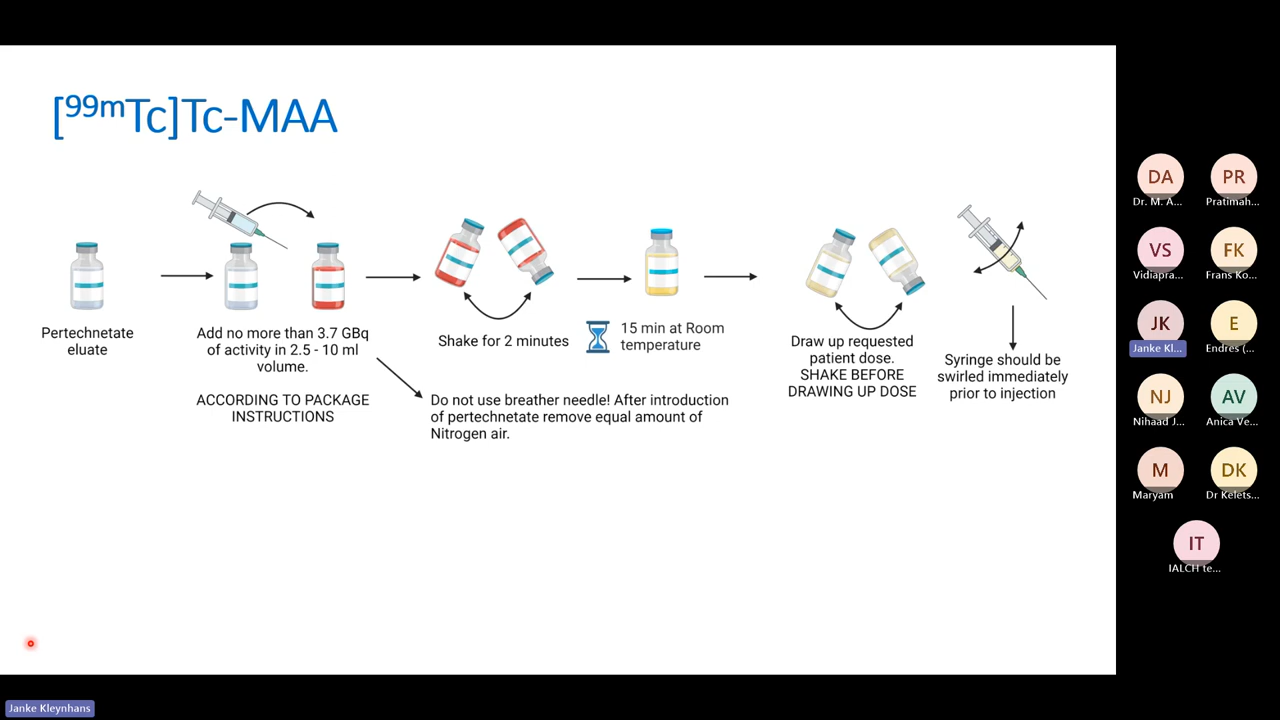 [99mTc]Tc-MAA
Pertechnetate
eluate
Add no more than 3.7 GBq
of activity in 2.5 - 10 ml
volume.
ACCORDING TO PACKAGE
INSTRUCTIONS
Shake for 2 minutes
Do not use breather needle! After introduction
of pertechnetate remove equal amount of
Nitrogen air.
15 min at Room
temperature
Draw up requested
patient dose.
SHAKE BEFORE
DRAWING UP DOSE
Syringe should be
swirled immediately
prior to injection
DA
Dr. M. A...
PR
Pratimah...
VS
Vidiapra...
FK
Frans Ko...
JK
Janke Kl...
E
Endres (...
NJ
Nihaad J...
AV
Anica Ve...
M
Maryam
DK
Dr Kelets...
IT
IALCH te...
Janke Kleynhans